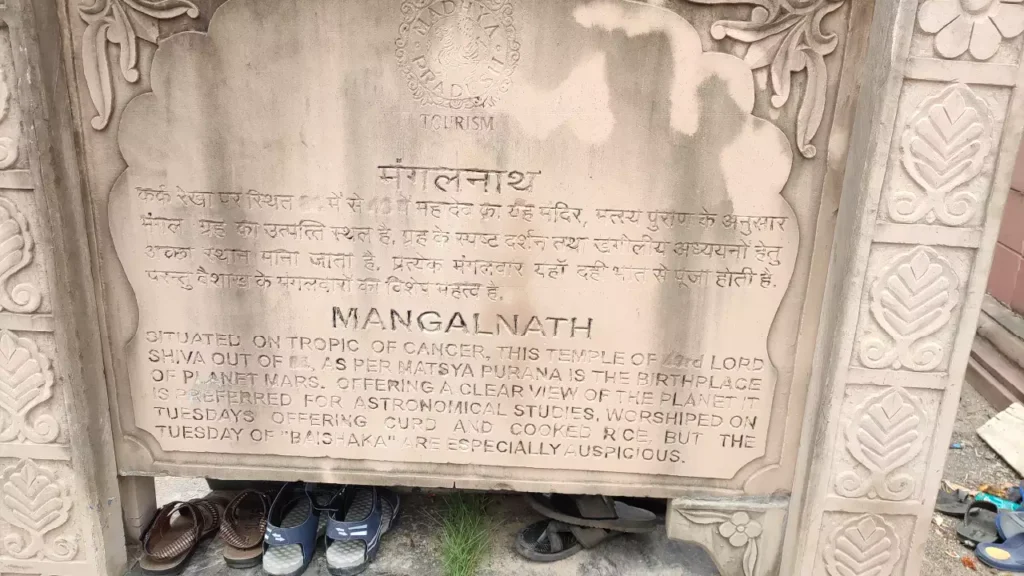 MADHYA PRADESH
TOURISM
मंगलनाथ
कर्क रेखा पर स्थित 84 में से 43 वें महादेव का यह मंदिर, मत्स्य पुराण के अनुसार
मंगल ग्रह का उत्पत्ति स्थल है, ग्रह के स्पष्ट दर्शन तथा खगोलीय अध्ययनों हेतु
अच्छा स्थान माना जाता है. प्रत्येक मंगलवार यहाँ दही भात से पूजा होती है.
परन्तु वैशाख के मंगलवारों का विशेष महत्व है.
MANGALNATH
SITUATED ON TROPIC OF CANCER, THIS TEMPLE OF 43rd LORD
SHIVA OUT OF 84, AS PER MATSYA PURANA IS THE BIRTHPLACE
OF PLANET MARS. OFFERING A CLEAR VIEW OF THE PLANET IT
IS PREFERRED FOR ASTRONOMICAL STUDIES, WORSHIPED ON
TUESDAYS OFFERING CURD AND COOKED RICE. BUT THE
TUESDAY OF "BAISHAKA" ARE ESPECIALLY AUSPICIOUS.